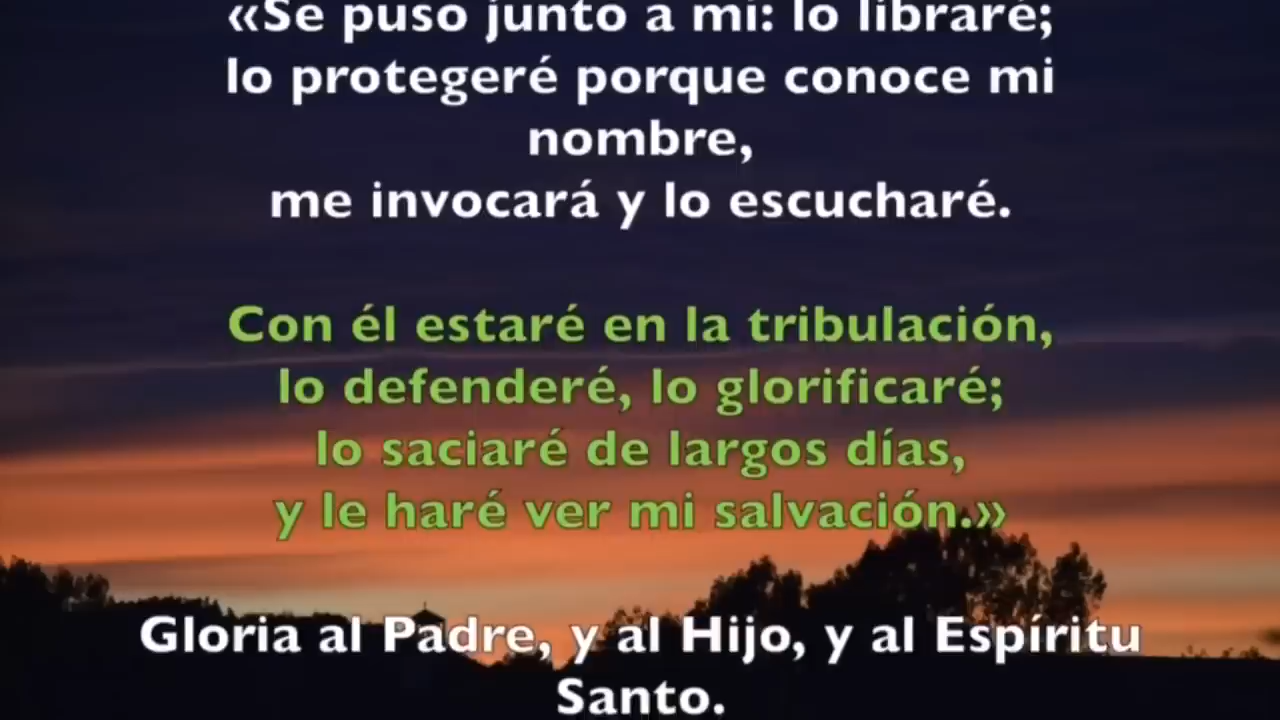 «Se puso junto a mí: lo libraré;
lo protegeré porque conoce mi
nombre,
me invocará y lo escucharé.
Con él estaré en la tribulación,
lo defenderé, lo glorificaré;
lo saciaré de largos días,
y le haré ver mi salvación.»
Gloria al Padre, y al Hijo, y al Espíritu
Santo.